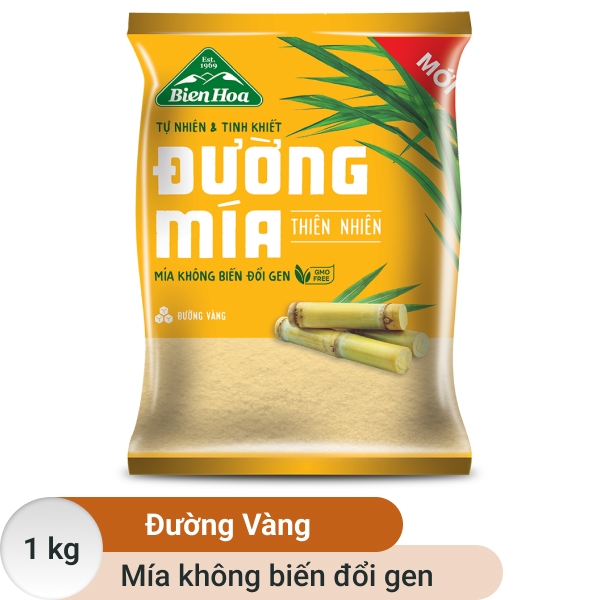 Est.
1969
Bien Hoa
MỚI
TỰ NHIÊN & TINH KHIẾT
ĐƯỜNG
MÍA
THIÊN NHIÊN
MÍA KHÔNG BIẾN ĐỔI GEN
GMO
FREE
ĐƯỜNG VÀNG
Đường Vàng
1 kg
Mía không biến đổi gen